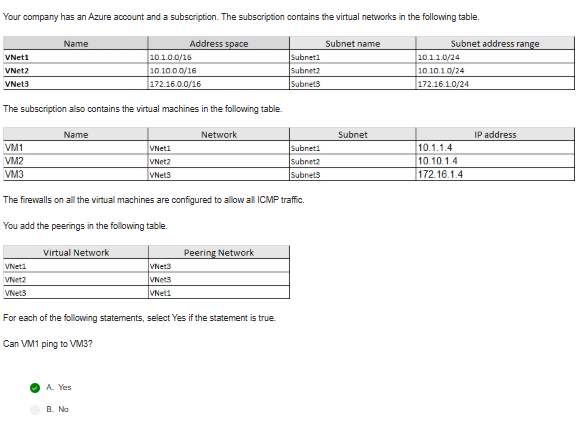 Your company has an Azure account and a subscription. The subscription contains the virtual networks in the following table.
Name Address space Subnet name Subnet address range
VNet1 10.1.0.0/16 Subnet1 10.1.1.0/24
VNet2 10.10.0.0/16 Subnet2 10.10.1.0/24
VNet3 172.16.0.0/16 Subnet3 172.16.1.0/24
The subscription also contains the virtual machines in the following table.
Name Network Subnet IP address
VM1 VNet1 Subnet1 10.1.1.4
VM2 VNet2 Subnet2 10.10.1.4
VM3 VNet3 Subnet3 172.16.1.4
The firewalls on all the virtual machines are configured to allow all ICMP traffic.
You add the peerings in the following table.
Virtual Network Peering Network
VNet1 VNet3
VNet2 VNet3
VNet3 VNet1
For each of the following statements, select Yes if the statement is true.
Can VM1 ping to VM3?
A. Yes
B. No